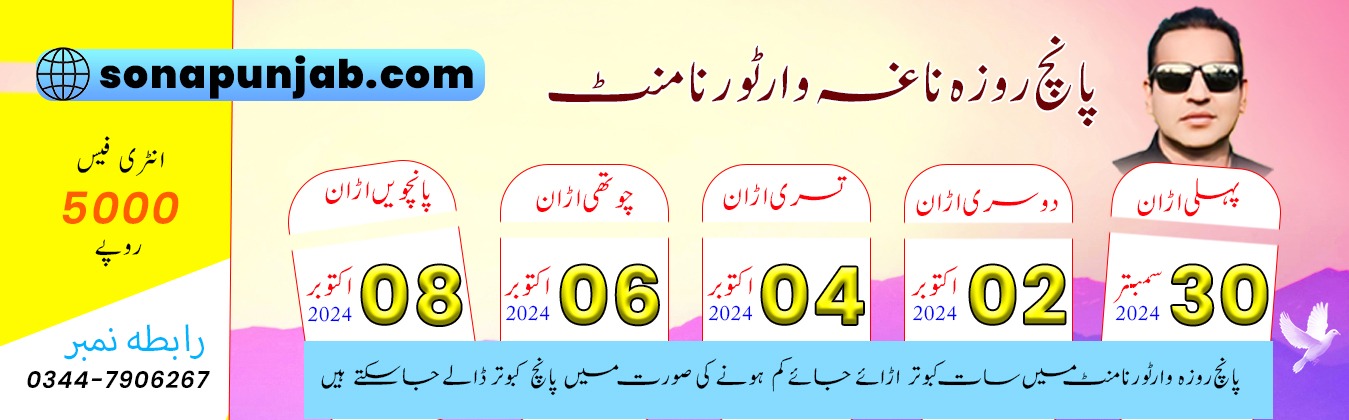 پانچ روزہ ناغہ وار ٹورنامنٹ
sonapunjab.com
انٹری فیس
5000
روپے
رابطہ نمبر
0344-7906267
پہلی اڑان
30 سمبتر
2024
دوسری اڑان
02 اکتوبر
2024
تسری اڑان
04 اکتوبر
2024
چوتھی اڑان
06 اکتوبر
2024
پانچویں اڑان
08 اکتوبر
2024
پانچ روزہ وار ٹورنامنٹ میں سات کبوتر اڑائے جائے کم ہونے کی صورت میں پانچ کبوتر ڈالے جاسکتے ہیں